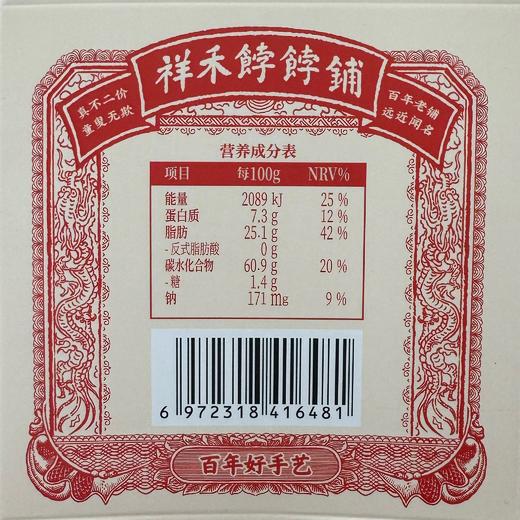 祥禾饽饽铺
真不二价
童叟无欺
百年老铺
远近闻名
营养成分表
项目 每100g NRV%
能量 2089 kJ 25 %
蛋白质 7.3 g 12 %
脂肪 25.1 g 42 %
- 反式脂肪酸 0 g
碳水化合物 60.9 g 20 %
- 糖 1.4 g
钠 171 mg 9 %
6 972318 416481
百年好手艺